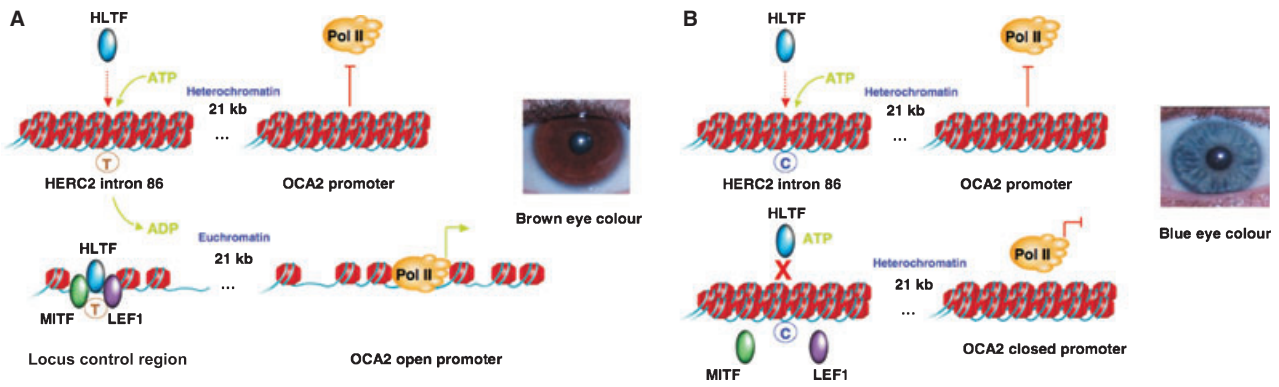 A
HLTF
Pol II
ATP
Heterochromatin
21 kb
...
T
HERC2 intron 86
OCA2 promoter
Brown eye colour
ADP
Euchromatin
21 kb
...
HLTF
Pol II
MITF
T
LEF1
Locus control region
OCA2 open promoter
B
HLTF
Pol II
ATP
Heterochromatin
21 kb
...
C
HERC2 intron 86
OCA2 promoter
Blue eye colour
HLTF
ATP
X
Pol II
Heterochromatin
21 kb
...
C
MITF
LEF1
OCA2 closed promoter